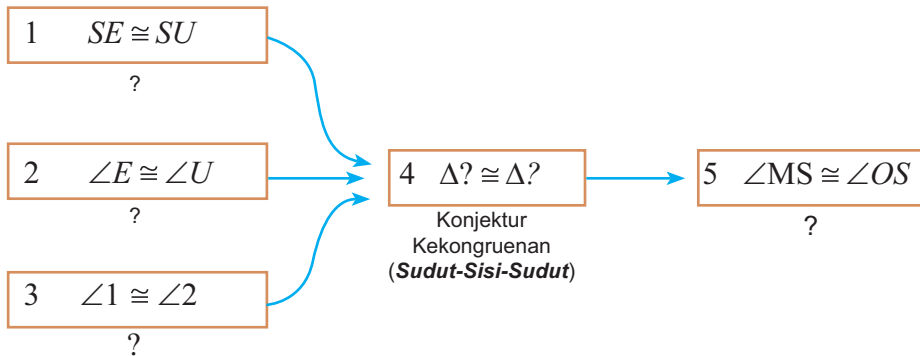 1 SE ≅ SU
?
2 ∠E ≅ ∠U
?
3 ∠1 ≅ ∠2
?
4 Δ? ≅ Δ?
Konjektur
Kekongruenan
(Sudut-Sisi-Sudut)
5 ∠MS ≅ ∠OS
?